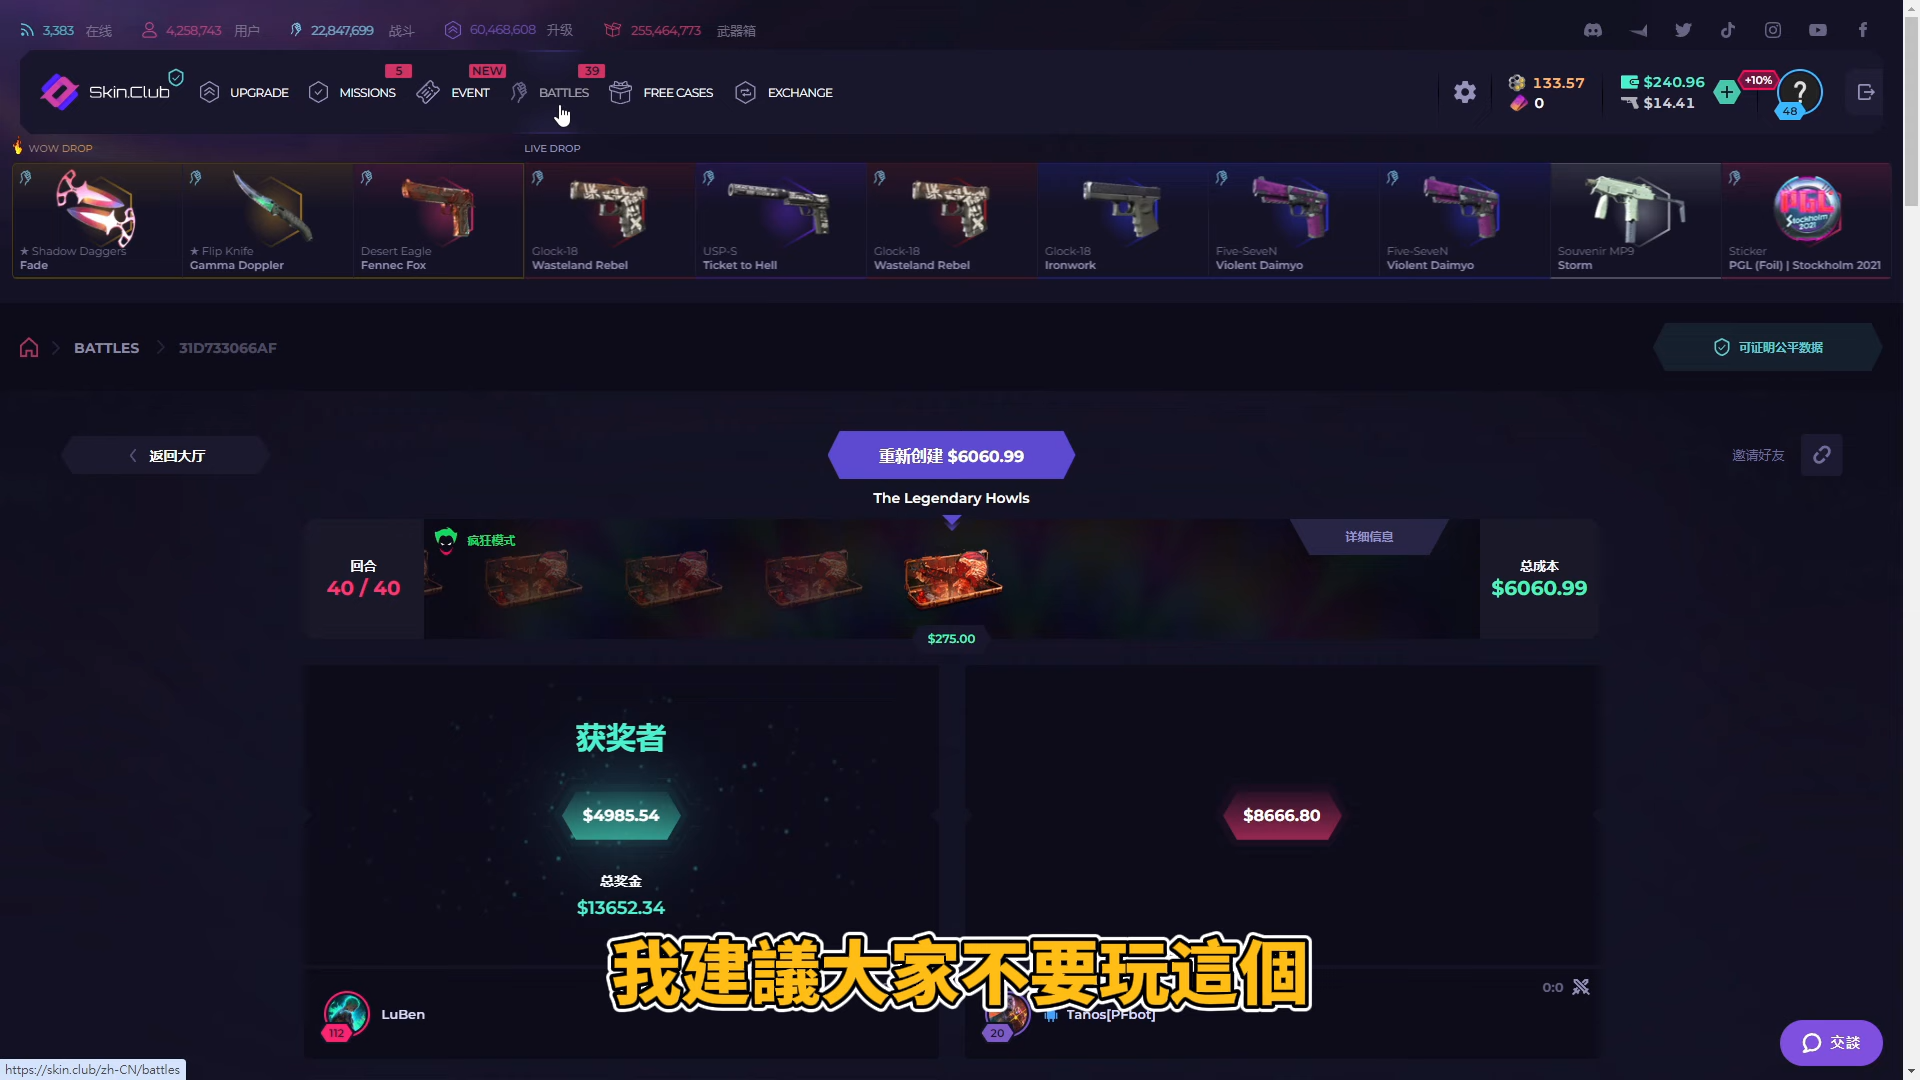 3,383 在线 4,258,743 用户 22,847,699 战斗 60,468,608 升级 255,464,773 武器箱
5 NEW 39
Skin.Club UPGRADE MISSIONS EVENT BATTLES FREE CASES EXCHANGE
133.57
0
$240.96
$14.41
+10%
?
48
WOW DROP LIVE DROP
★ Shadow Daggers
Fade
★ Flip Knife
Gamma Doppler
Desert Eagle
Fennec Fox
Glock-18
Wasteland Rebel
USP-S
Ticket to Hell
Glock-18
Wasteland Rebel
Glock-18
Ironwork
Five-SeveN
Violent Daimyo
Five-SeveN
Violent Daimyo
Souvenir MP9
Storm
PGL
Stockholm
2021
Sticker
PGL (Foil) | Stockholm 2021
BATTLES 31D733066AF
可证明公平数据
返回大厅
重新创建 $6060.99
邀请好友
The Legendary Howls
疯狂模式
详细信息
回合
40 / 40
总成本
$6060.99
$275.00
获奖者
$4985.54
总奖金
$13652.34
$8666.80
我建議大家不要玩這個
112
LuBen
20
Tanos[PFbot]
0:0
交談
https://skin.club/zh-CN/battles